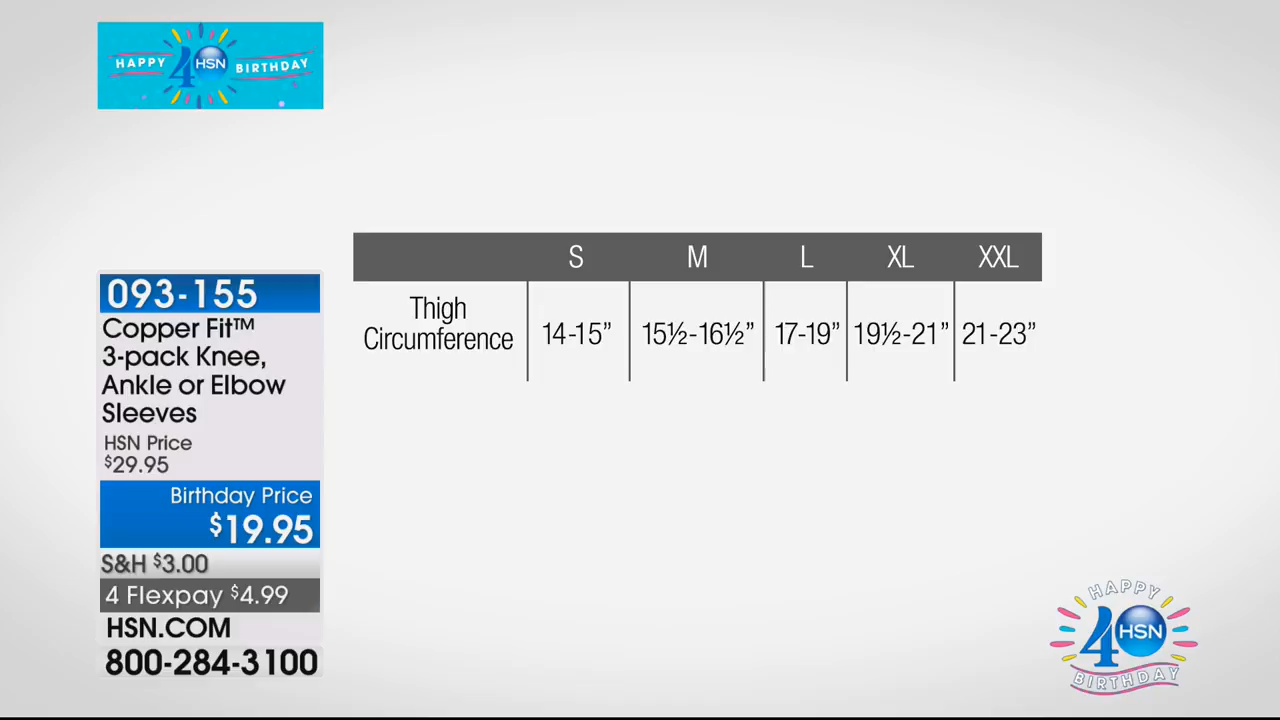 HAPPY 40 HSN BIRTHDAY
S M L XL XXL
Thigh
Circumference
14-15” 15½-16½” 17-19” 19½-21” 21-23”
093-155
Copper Fit™
3-pack Knee,
Ankle or Elbow
Sleeves
HSN Price
$29.95
Birthday Price
$19.95
S&H $3.00
4 Flexpay $4.99
HSN.COM
800-284-3100
HAPPY
40 HSN
BIRTHDAY